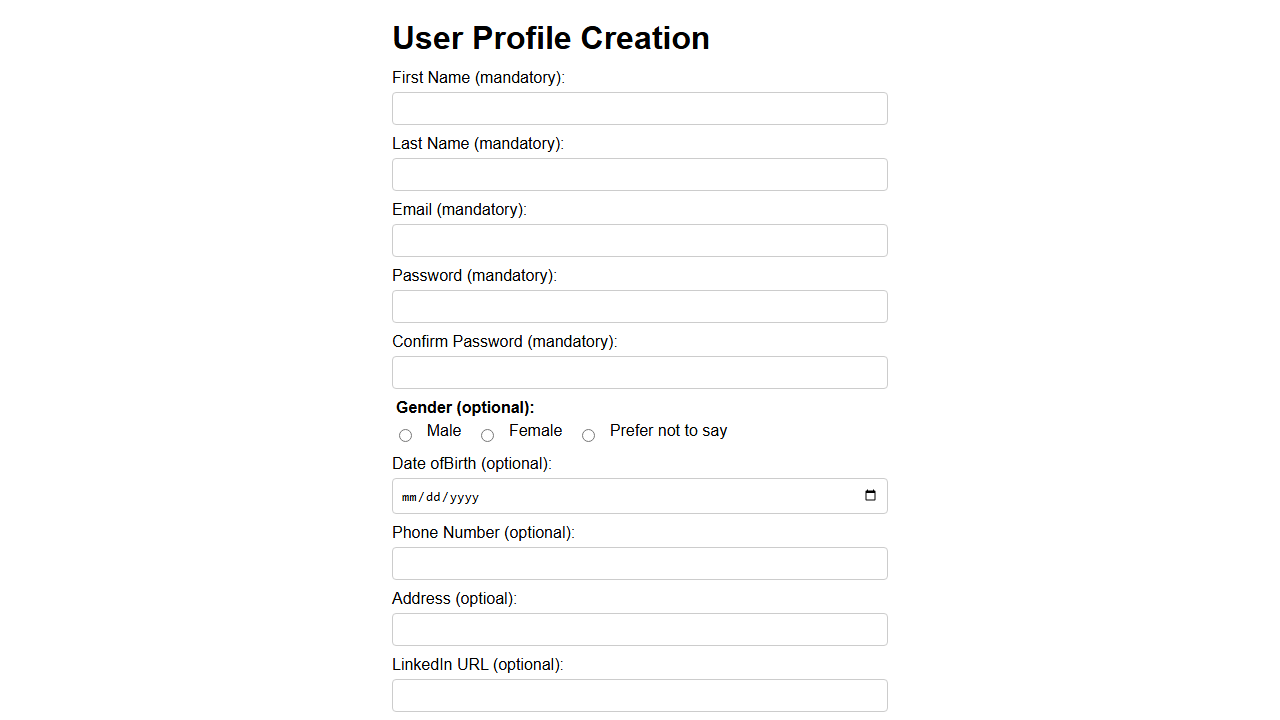 User Profile Creation
First Name (mandatory):
Last Name (mandatory):
Email (mandatory):
Password (mandatory):
Confirm Password (mandatory):
Gender (optional):
Male Female Prefer not to say
Date ofBirth (optional):
mm/dd/yyyy
Phone Number (optional):
Address (optioal):
LinkedIn URL (optional):